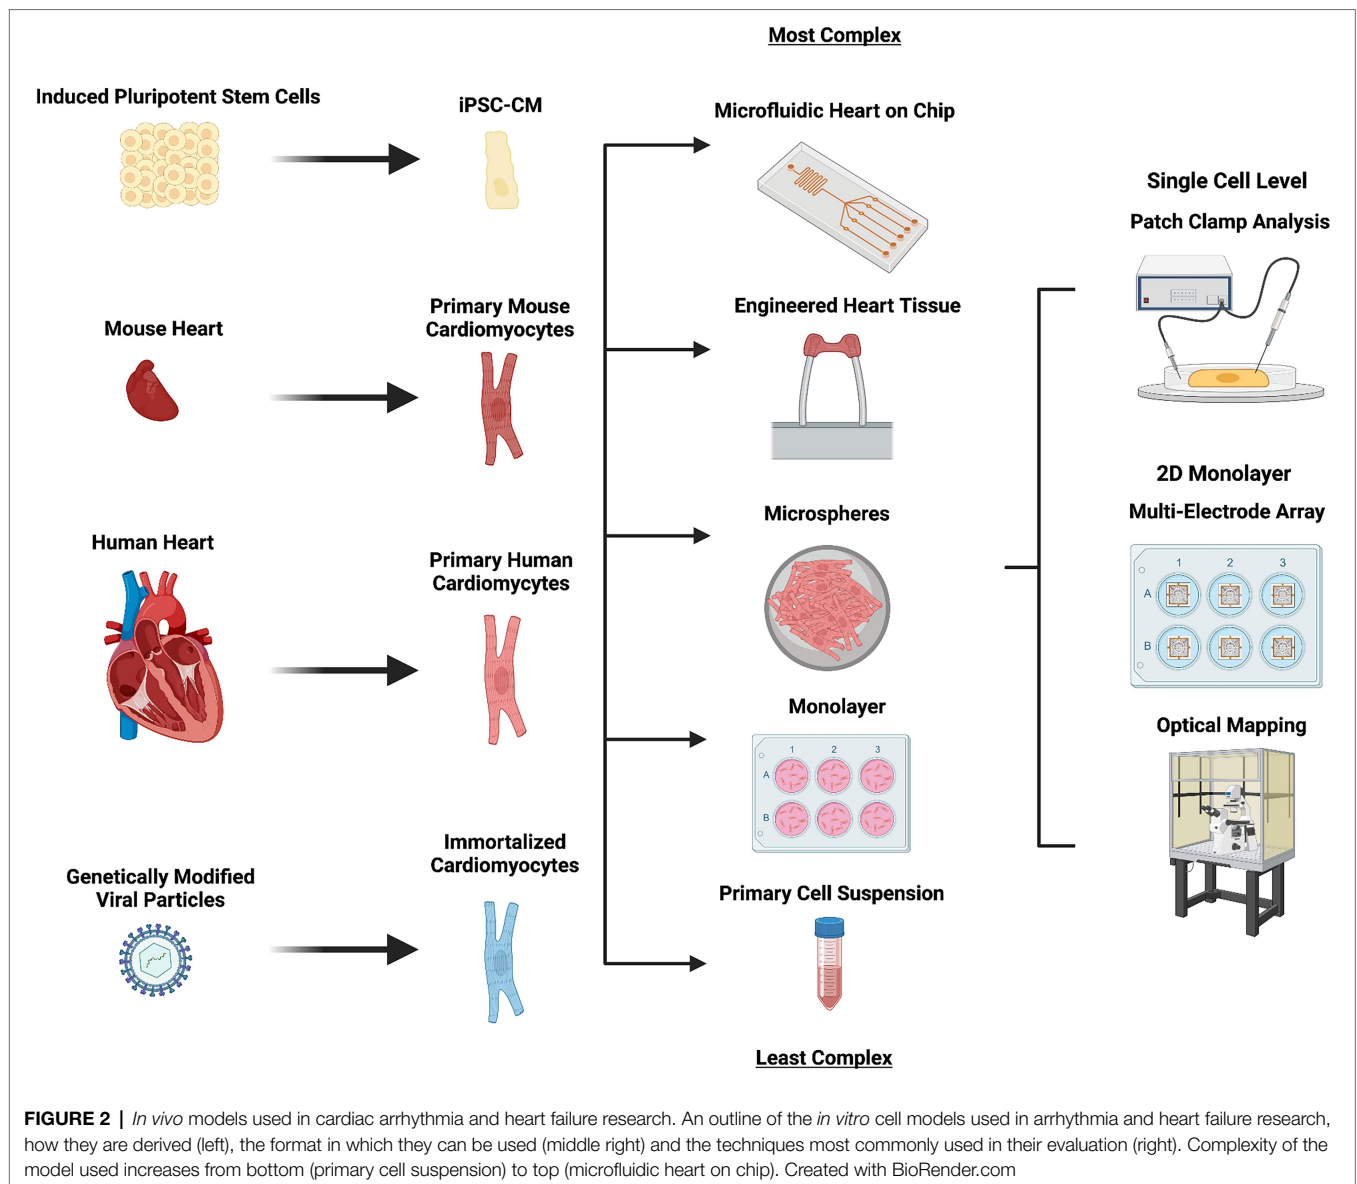 Most Complex
Induced Pluripotent Stem Cells
iPSC-CM
Mouse Heart
Primary Mouse
Cardiomyocytes
Human Heart
Primary Human
Cardiomycytes
Genetically Modified
Viral Particles
Immortalized
Cardiomyocytes
Microfluidic Heart on Chip
Engineered Heart Tissue
Microspheres
Monolayer
1 2 3
A
B
Primary Cell Suspension
Least Complex
Single Cell Level
Patch Clamp Analysis
2D Monolayer
Multi-Electrode Array
1 2 3
A
B
Optical Mapping
FIGURE 2 | In vivo models used in cardiac arrhythmia and heart failure research. An outline of the in vitro cell models used in arrhythmia and heart failure research,
how they are derived (left), the format in which they can be used (middle right) and the techniques most commonly used in their evaluation (right). Complexity of the
model used increases from bottom (primary cell suspension) to top (microfluidic heart on chip). Created with BioRender.com